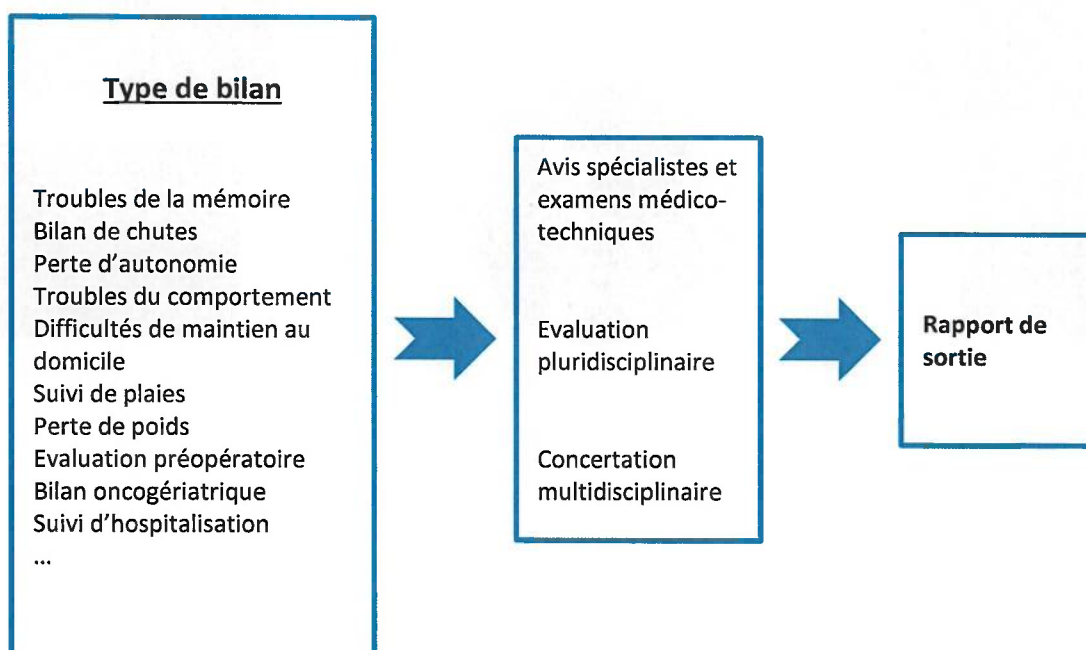 Type de bilan
Troubles de la mémoire
Bilan de chutes
Perte d'autonomie
Troubles du comportement
Difficultés de maintien au
domicile
Suivi de plaies
Perte de poids
Evaluation préopératoire
Bilan oncogériatrique
Suivi d'hospitalisation
...
Avis spécialistes et
examens médico-
techniques
Evaluation
pluridisciplinaire
Concertation
multidisciplinaire
Rapport de
sortie